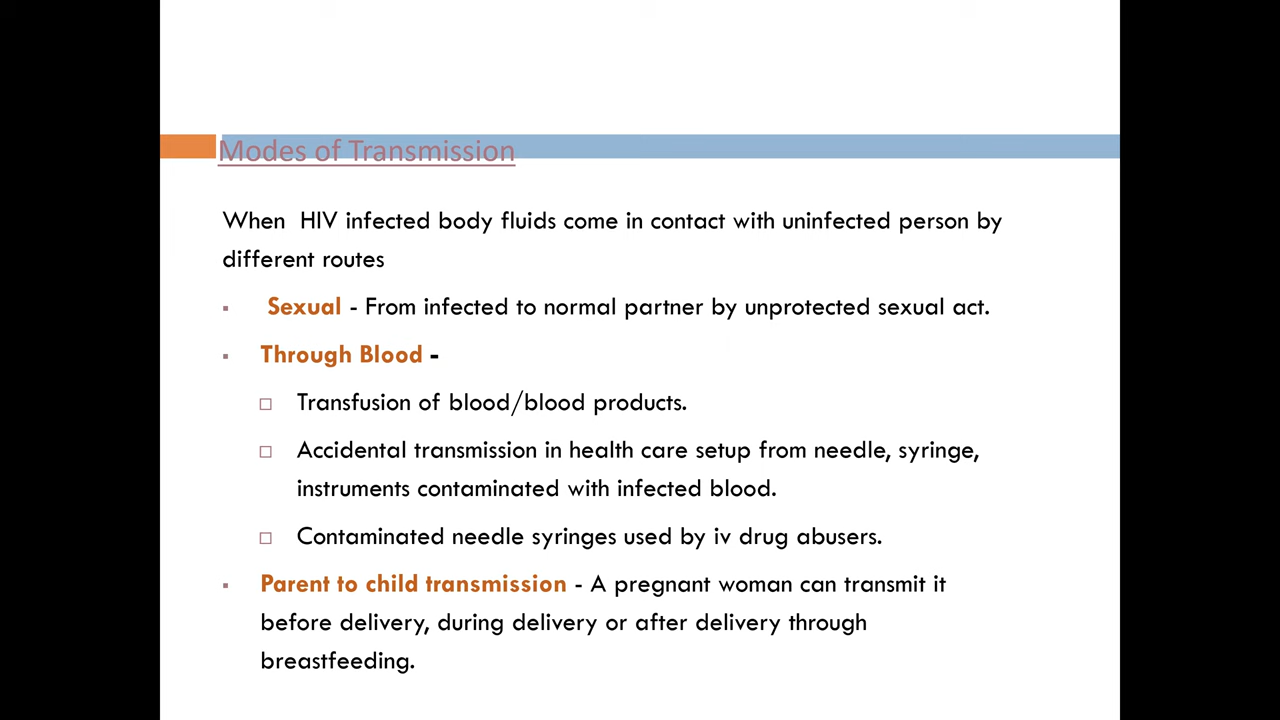 Modes of Transmission
When HIV infected body fluids come in contact with uninfected person by
different routes
▪ Sexual - From infected to normal partner by unprotected sexual act.
▪ Through Blood -
□ Transfusion of blood/blood products.
□ Accidental transmission in health care setup from needle, syringe,
instruments contaminated with infected blood.
□ Contaminated needle syringes used by iv drug abusers.
▪ Parent to child transmission - A pregnant woman can transmit it
before delivery, during delivery or after delivery through
breastfeeding.